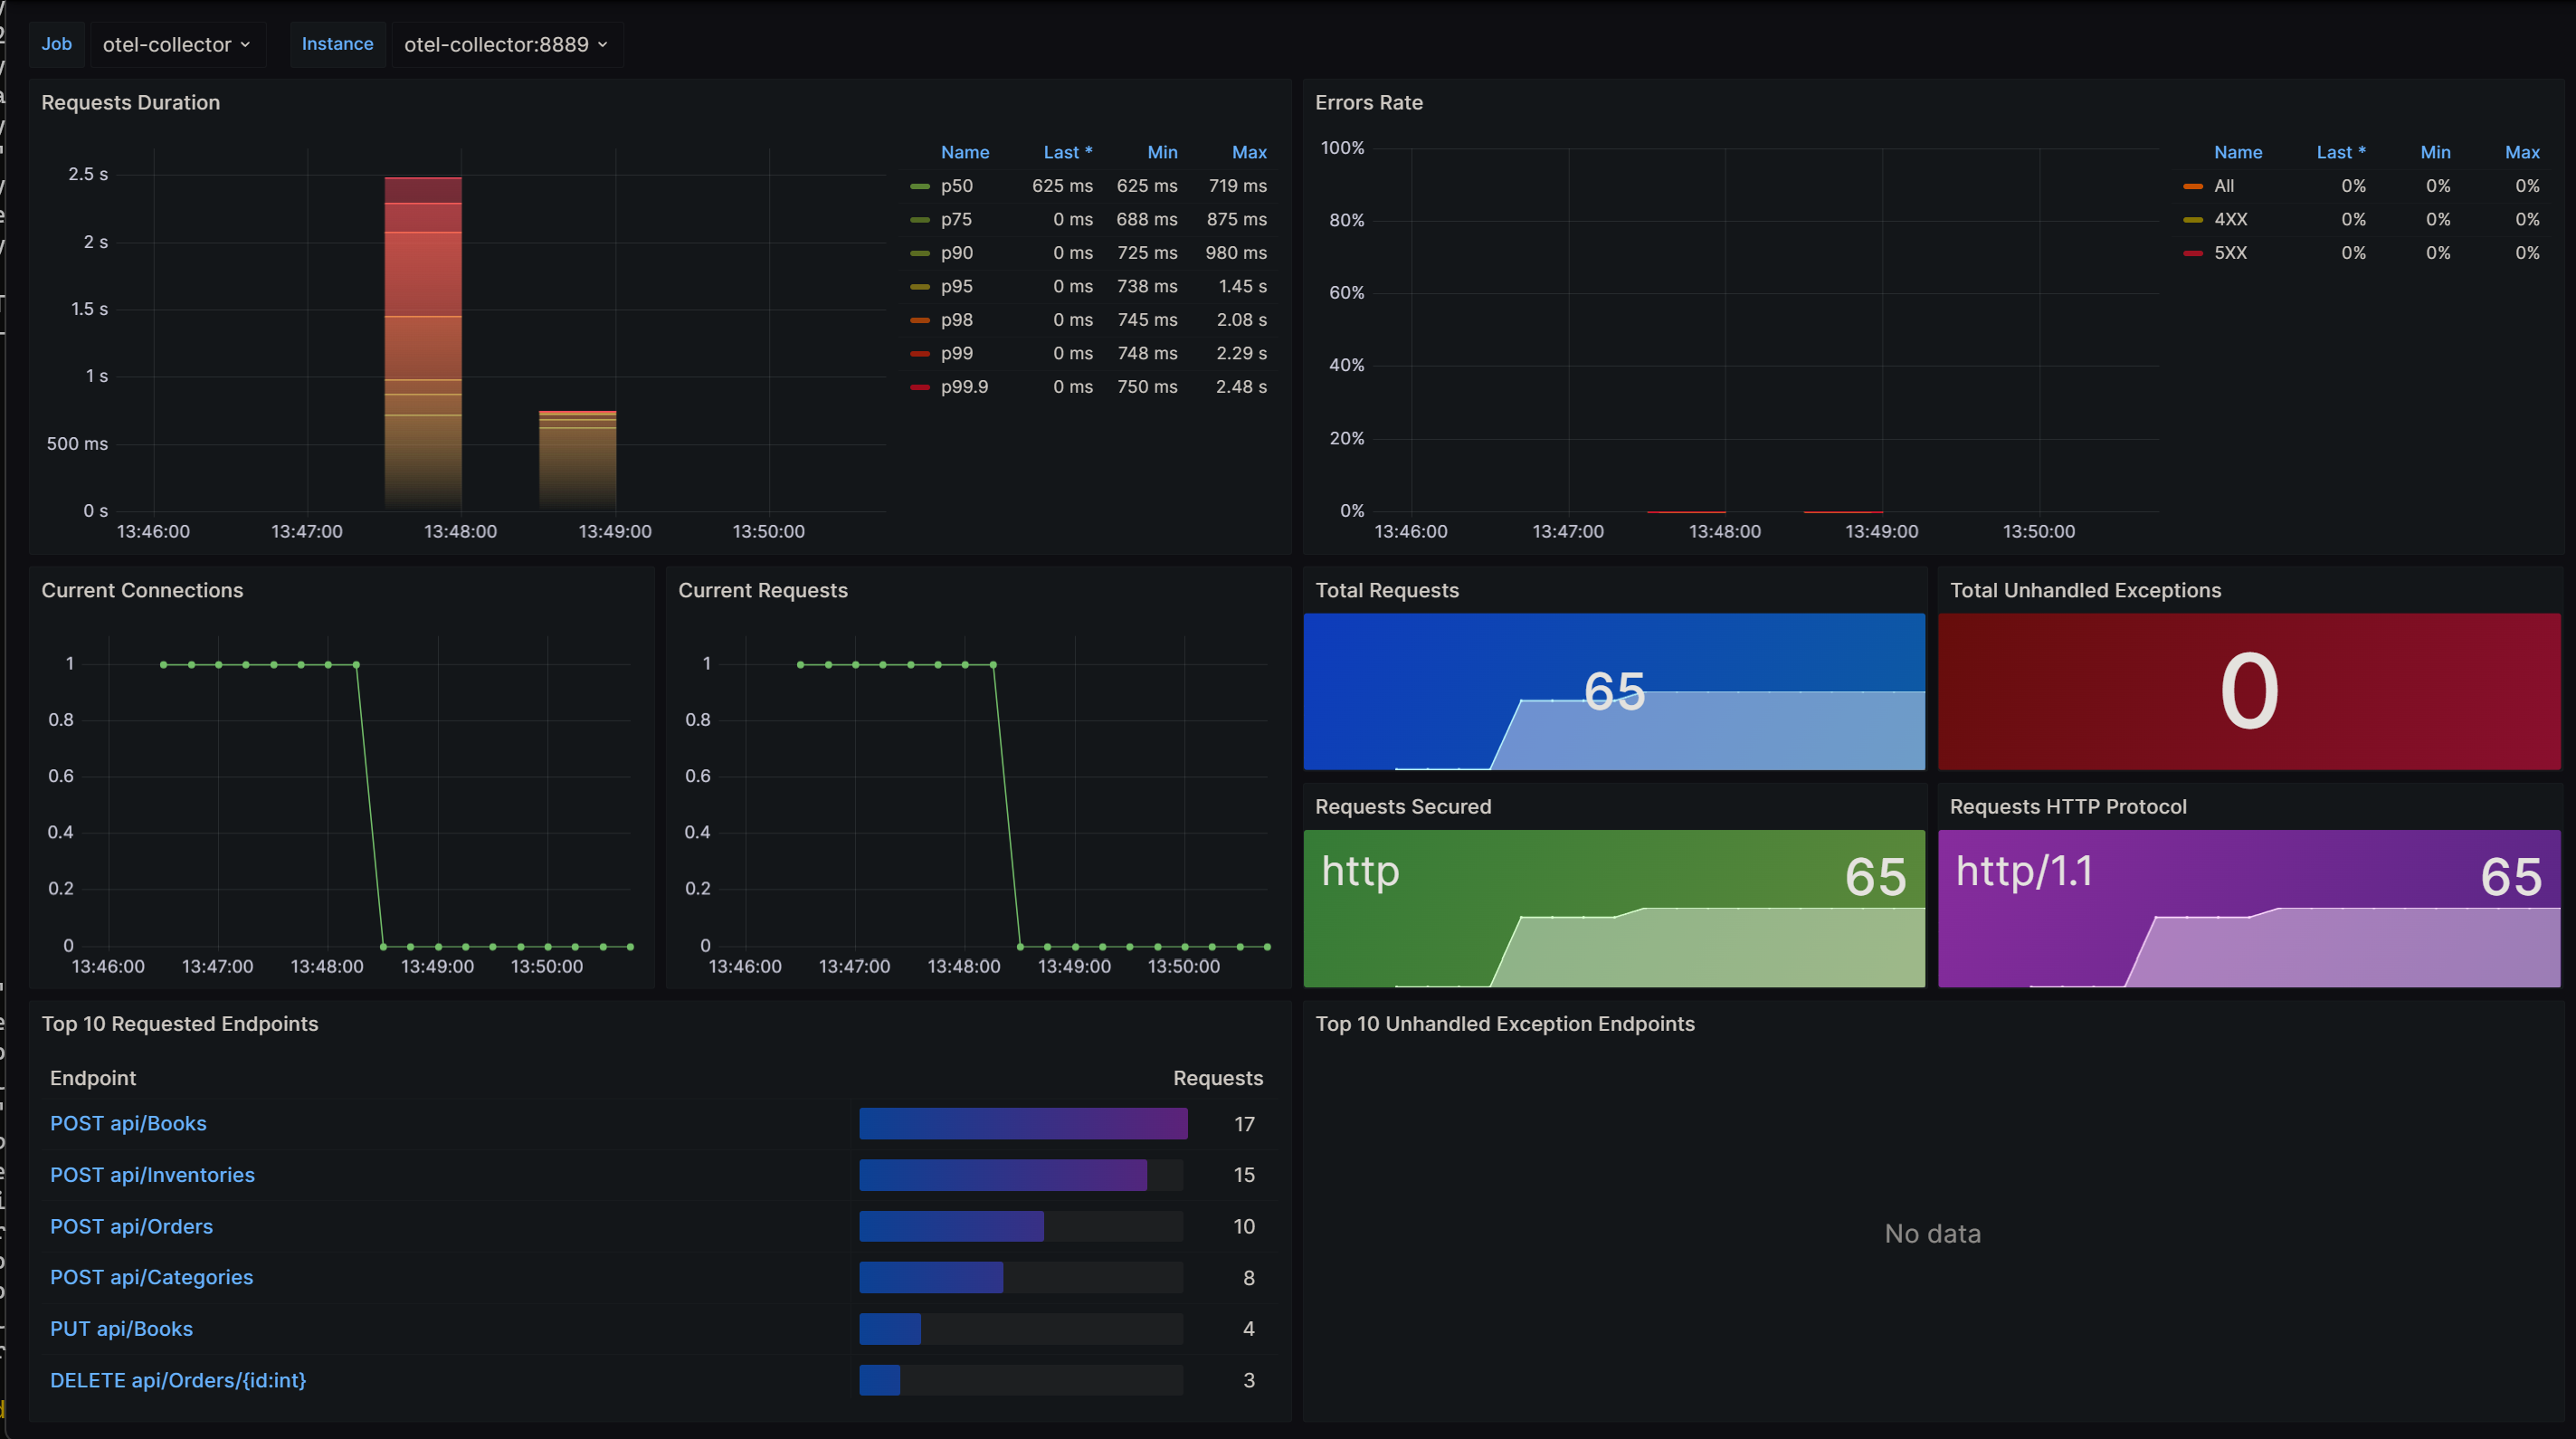 Job otel-collector Instance otel-collector:8889
Requests Duration
2.5 s
2 s
1.5 s
1 s
500 ms
0 s
13:46:00 13:47:00 13:48:00 13:49:00 13:50:00
Name Last * Min Max
p50 625 ms 625 ms 719 ms
p75 0 ms 688 ms 875 ms
p90 0 ms 725 ms 980 ms
p95 0 ms 738 ms 1.45 s
p98 0 ms 745 ms 2.08 s
p99 0 ms 748 ms 2.29 s
p99.9 0 ms 750 ms 2.48 s
Errors Rate
100%
80%
60%
40%
20%
0%
13:46:00 13:47:00 13:48:00 13:49:00 13:50:00
Name Last * Min Max
All 0% 0% 0%
4XX 0% 0% 0%
5XX 0% 0% 0%
Current Connections
1
0.8
0.6
0.4
0.2
0
13:46:00 13:47:00 13:48:00 13:49:00 13:50:00
Current Requests
1
0.8
0.6
0.4
0.2
0
13:46:00 13:47:00 13:48:00 13:49:00 13:50:00
Total Requests
65
Total Unhandled Exceptions
0
Requests Secured
http 65
Requests HTTP Protocol
http/1.1 65
Top 10 Requested Endpoints
Endpoint Requests
POST api/Books 17
POST api/Inventories 15
POST api/Orders 10
POST api/Categories 8
PUT api/Books 4
DELETE api/Orders/{id:int} 3
Top 10 Unhandled Exception Endpoints
No data